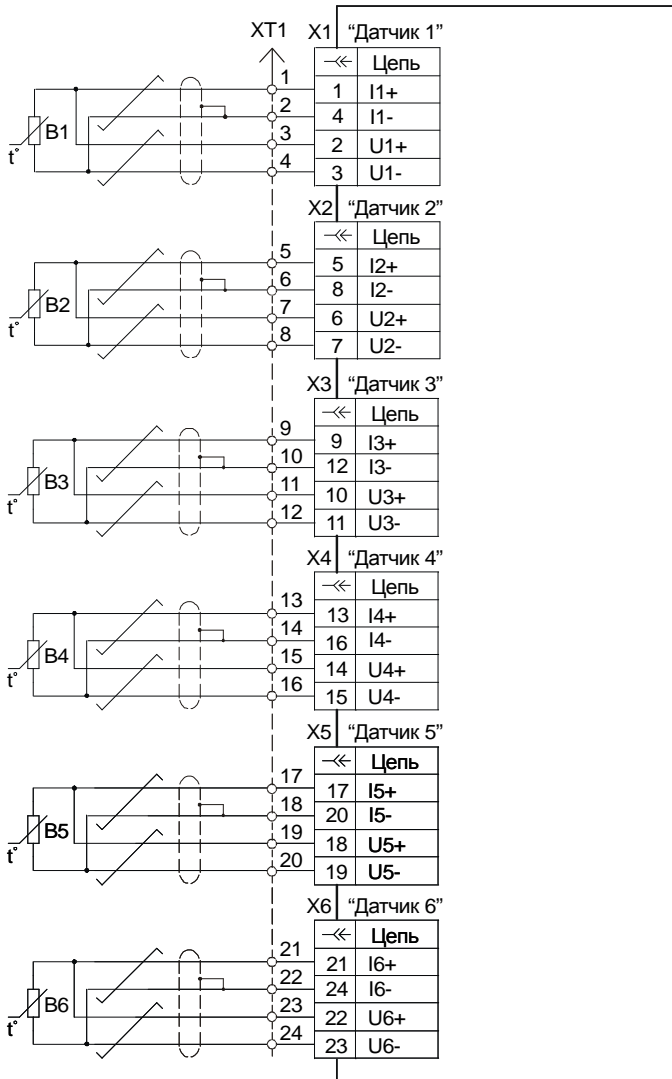 XT1 X1 “Датчик 1”
Цепь
1 1 I1+
2 4 I1-
B1
3 2 U1+
t°
4 3 U1-
X2 “Датчик 2”
Цепь
5 5 I2+
6 8 I2-
B2
7 6 U2+
t°
8 7 U2-
X3 “Датчик 3”
Цепь
9 9 I3+
10 12 I3-
B3
11 10 U3+
t°
12 11 U3-
X4 “Датчик 4”
Цепь
13 13 I4+
14 16 I4-
B4
15 14 U4+
t°
16 15 U4-
X5 “Датчик 5”
Цепь
17 17 I5+
18 20 I5-
B5
19 18 U5+
t°
20 19 U5-
X6 “Датчик 6”
Цепь
21 21 I6+
22 24 I6-
B6
23 22 U6+
t°
24 23 U6-